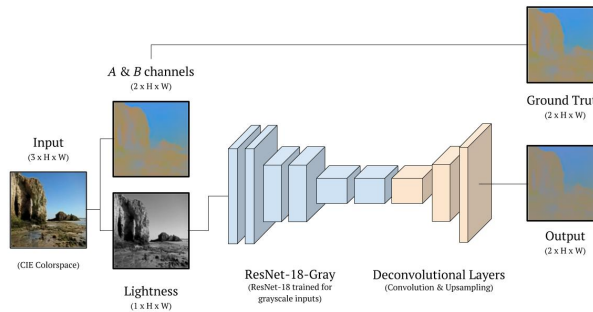 A & B channels
(2 x H x W)
Input
(3 x H x W)
(CIE Colorspace)
Lightness
(1 x H x W)
ResNet-18-Gray
(ResNet-18 trained for
grayscale inputs)
Deconvolutional Layers
(Convolution & Upsampling)
Ground Trut
(2 x H x W)
Output
(2 x H x W)